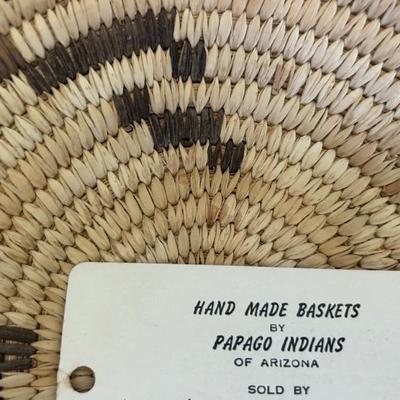 HAND MADE BASKETS
BY
PAPAGO INDIANS
OF ARIZONA
SOLD BY